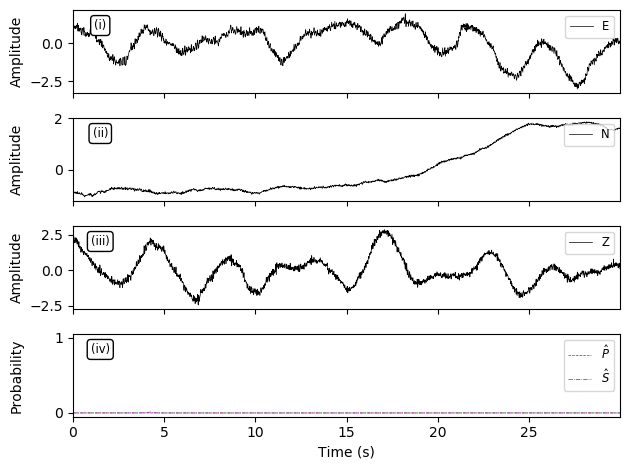 (i)
E
Amplitude
0.0
−2.5
(ii)
N
Amplitude
2
0
(iii)
Z
Amplitude
2.5
0.0
−2.5
(iv)
P̂
Ŝ
Probability
1
0
0 5 10 15 20 25
Time (s)